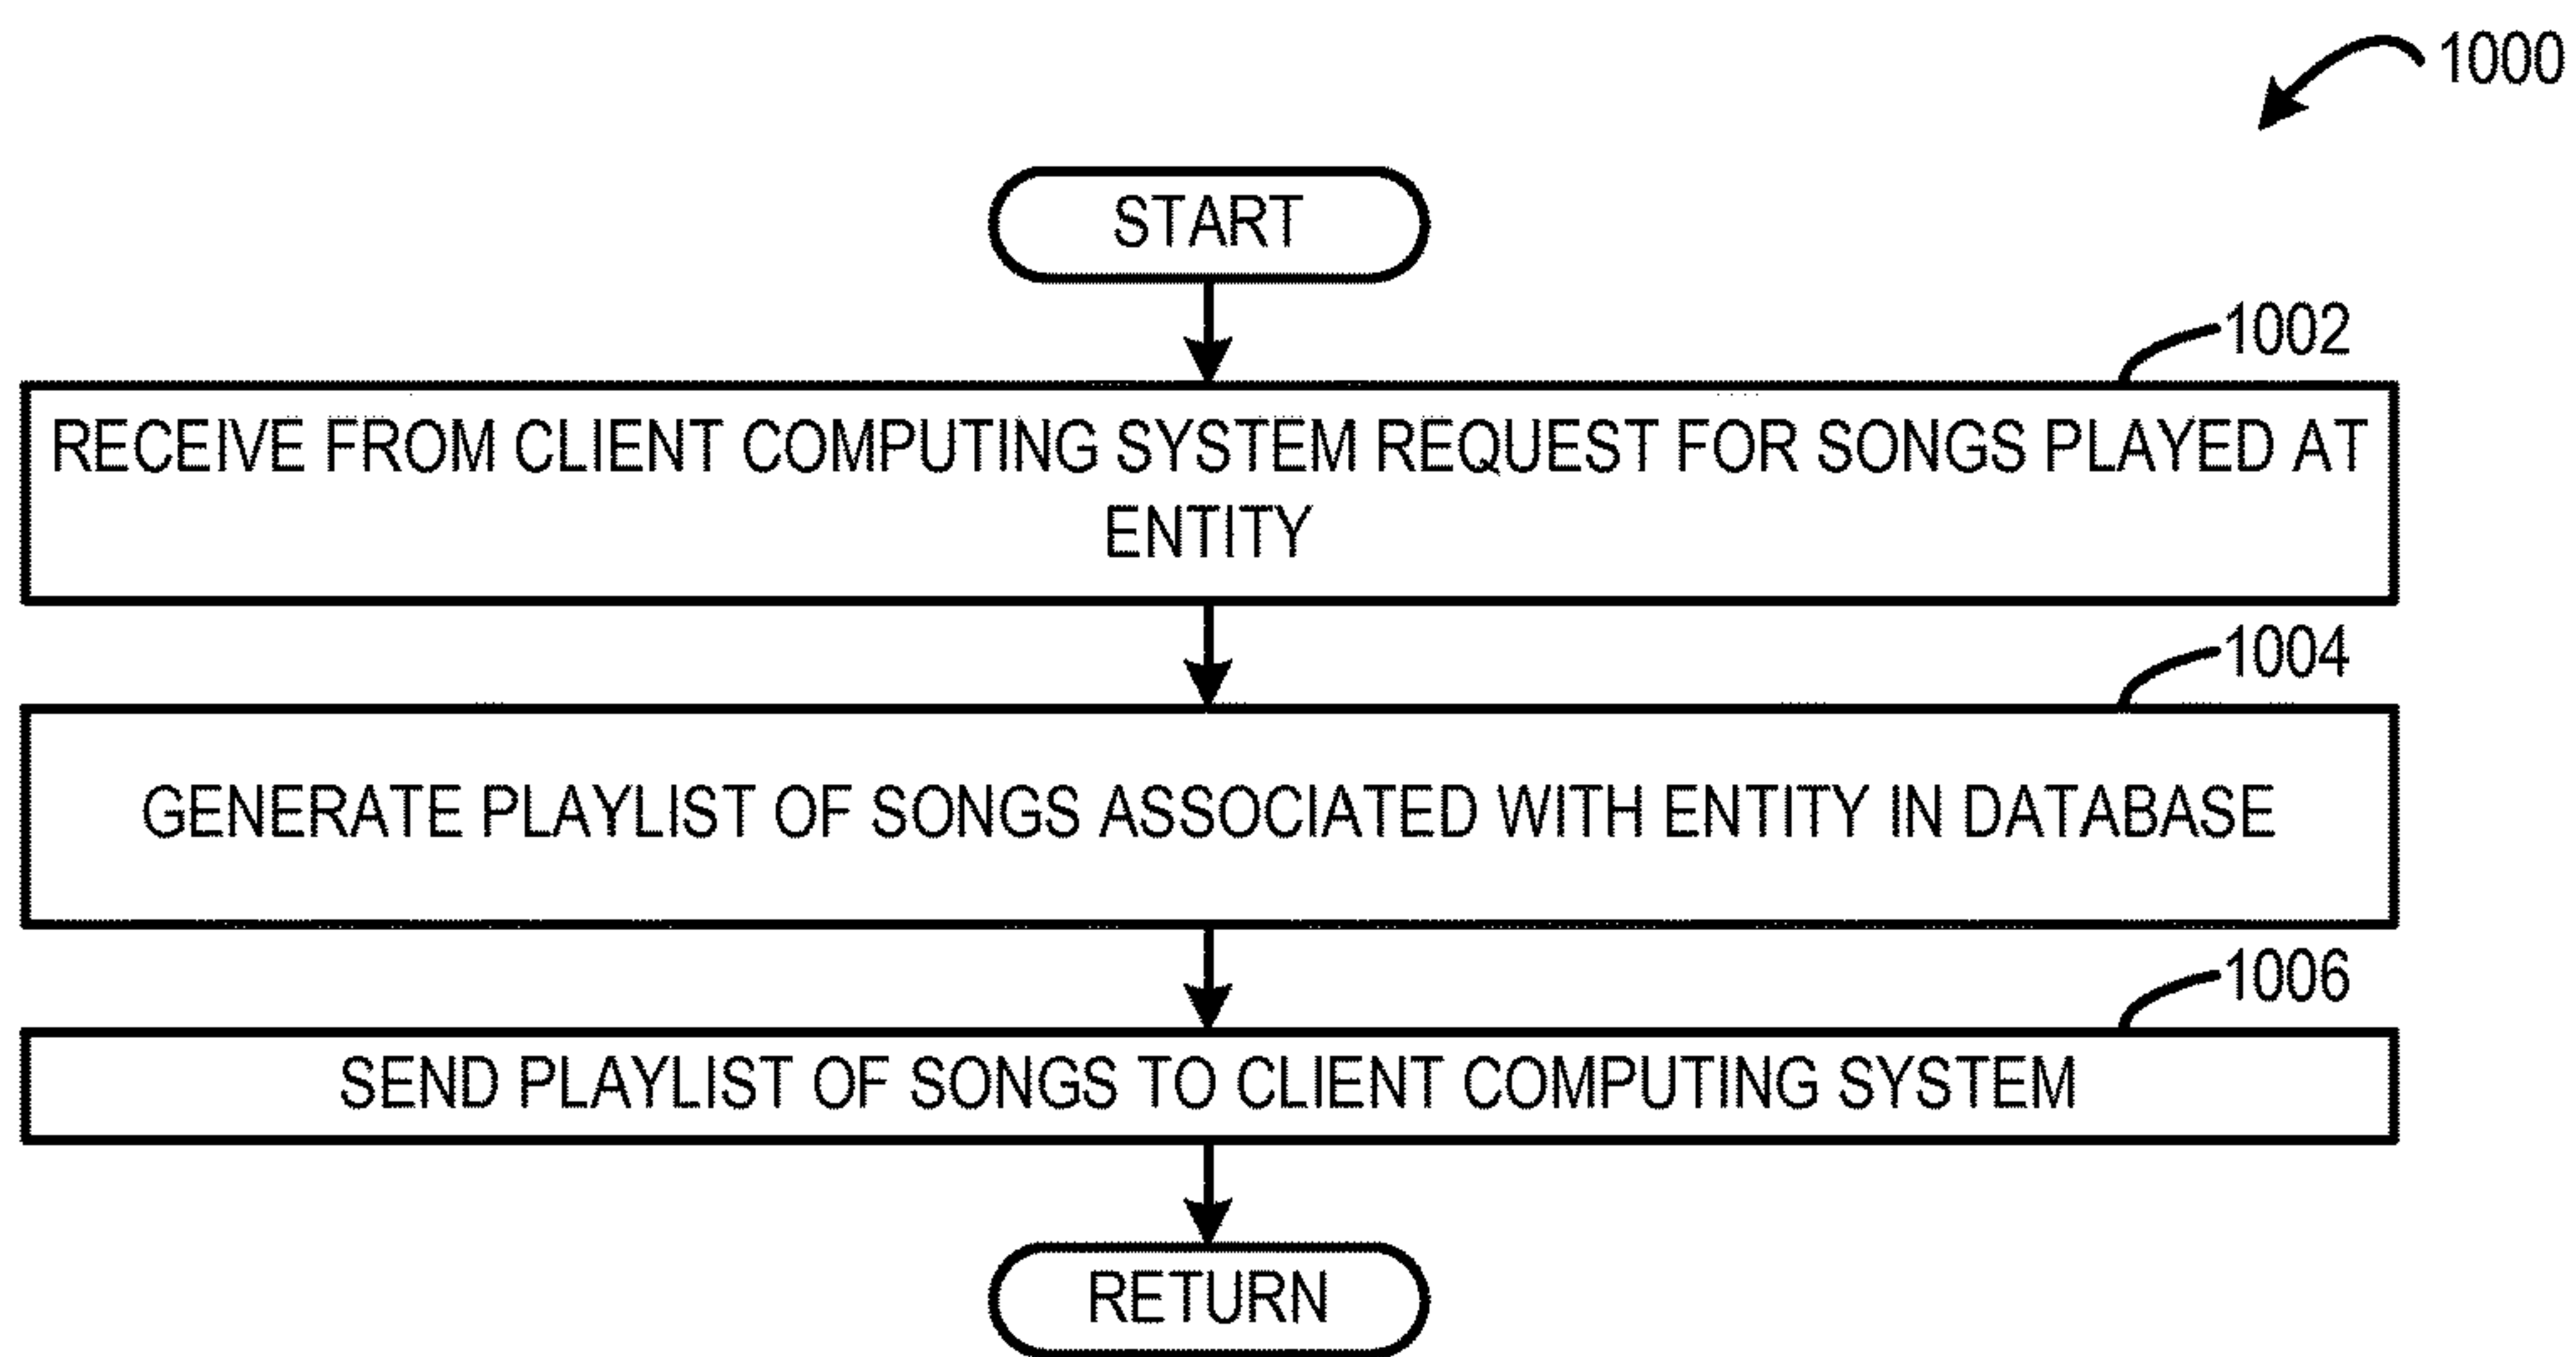 1000
START
1002
RECEIVE FROM CLIENT COMPUTING SYSTEM REQUEST FOR SONGS PLAYED AT
ENTITY
1004
GENERATE PLAYLIST OF SONGS ASSOCIATED WITH ENTITY IN DATABASE
1006
SEND PLAYLIST OF SONGS TO CLIENT COMPUTING SYSTEM
RETURN